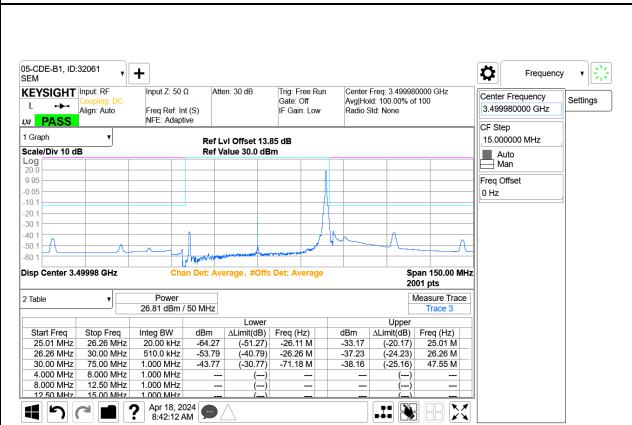 05-CDE-B1, ID:32061
SEM
Frequency
KEYSIGHT
Input: RF
Coupling: DC
Align: Auto
Input Z: 50 Ω
Freq Ref: Int (S)
NFE: Adaptive
Atten: 30 dB
Trig: Free Run
Gate: Off
IF Gain: Low
Center Freq: 3.499980000 GHz
Avg|Hold: 100.00% of 100
Radio Std: None
L
LXI
PASS
Center Frequency
3.499980000 GHz
Settings
CF Step
15.000000 MHz
Auto
Man
Freq Offset
0 Hz
1 Graph
Scale/Div 10 dB
Ref Lvl Offset 13.85 dB
Ref Value 30.0 dBm
Log
20.0
9.95
-0.05
-10.1
-20.1
-30.1
-40.1
-50.1
-60.1
Disp Center 3.49998 GHz
Chan Det: Average, #Offs Det: Average
Span 150.00 MHz
2001 pts
2 Table
Power
26.81 dBm / 50 MHz
Measure Trace
Trace 3
Lower Upper
Start Freq Stop Freq Integ BW dBm ΔLimit(dB) Freq (Hz) dBm ΔLimit(dB) Freq (Hz)
25.01 MHz 26.26 MHz 20.00 kHz -64.27 (-51.27) -26.11 M -33.17 (-20.17) 25.01 M
26.26 MHz 30.00 MHz 510.0 kHz -53.79 (-40.79) -26.26 M -37.23 (-24.23) 26.26 M
30.00 MHz 75.00 MHz 1.000 MHz -43.77 (-30.77) -71.18 M -38.16 (-25.16) 47.55 M
4.000 MHz 8.000 MHz 1.000 MHz --- (---) --- --- (---) ---
8.000 MHz 12.50 MHz 1.000 MHz --- (---) --- --- (---) ---
12.50 MHz 15.00 MHz 1.000 MHz --- (---) --- --- (---) ---
?
Apr 18, 2024
8:42:12 AM